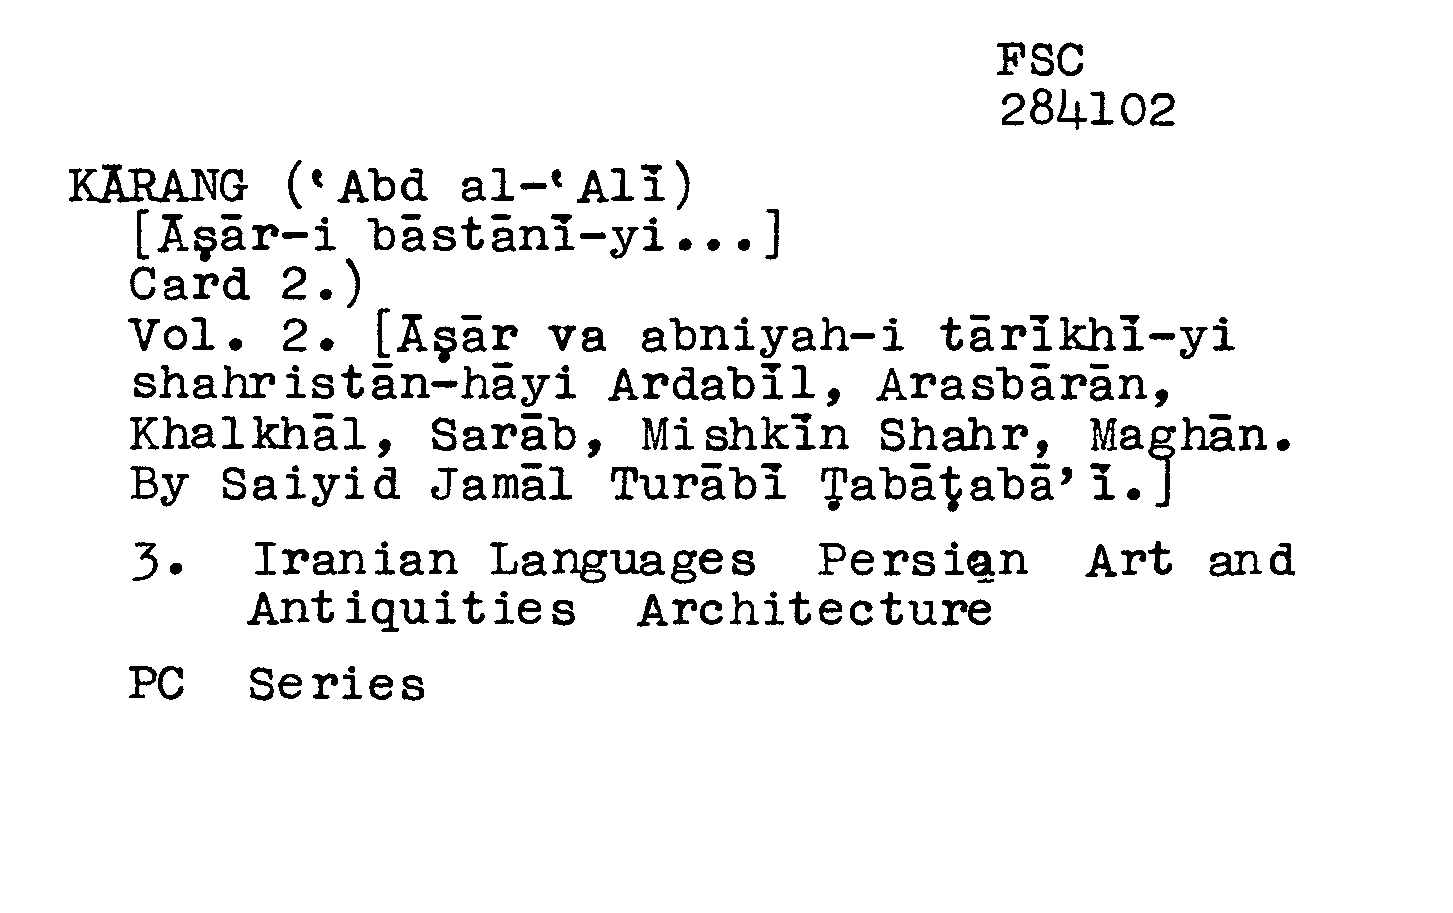 FSC
284102
KĀRANG (ʻAbd al-ʻAlī)
[Āṣār-i bāstānī-yi...]
Card 2.)
Vol. 2. [Āṣār va abniyah-i tārīkhī-yi
shahristān-hāyi Ardabīl, Arasbārān,
Khalkhāl, Sarāb, Mishkīn Shahr, Maghān.
By Saiyid Jamāl Turābī Ṭabāṭabā’ī.]
3. Iranian Languages Persian Art and
Antiquities Architecture
PC Series